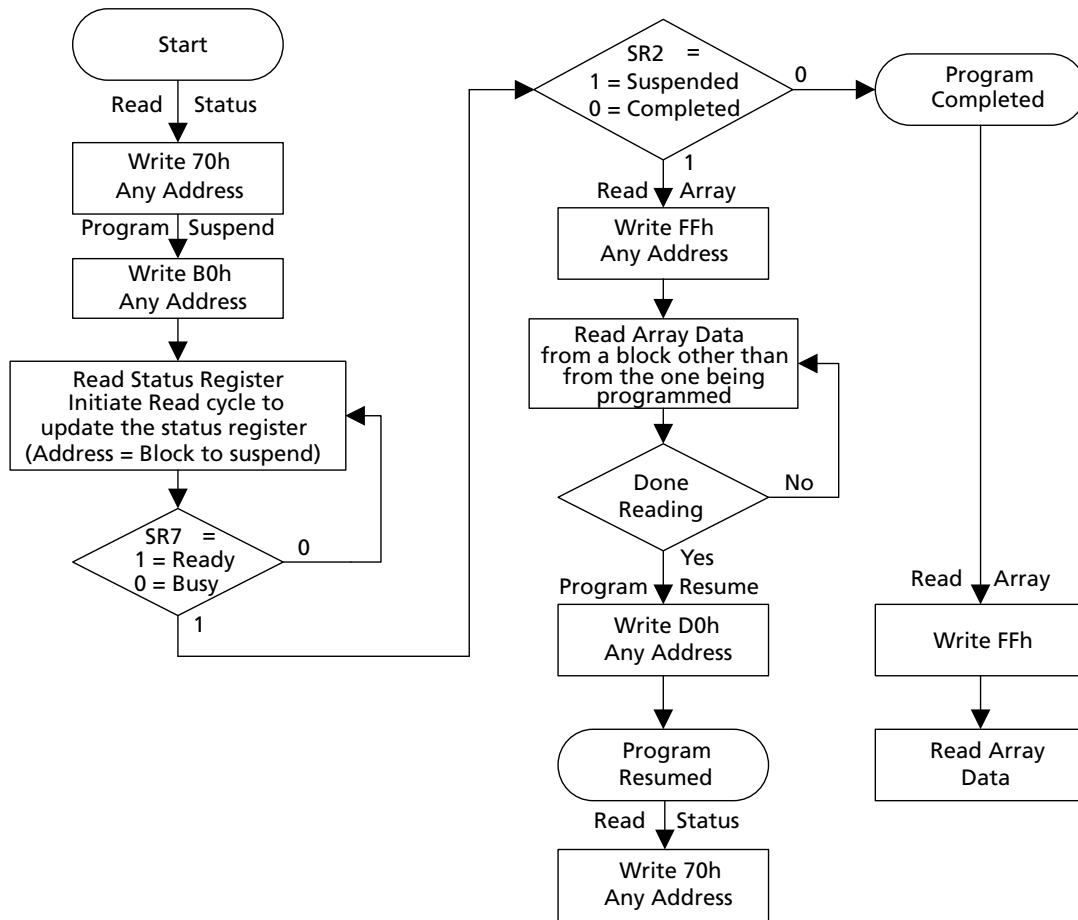 Start
Read Status
Write 70h
Any Address
Program Suspend
Write B0h
Any Address
Read Status Register
Initiate Read cycle to
update the status register
(Address = Block to suspend)
SR7 =
1 = Ready
0 = Busy
0
1
SR2 =
1 = Suspended
0 = Completed
0
1
Read Array
Write FFh
Any Address
Read Array Data
from a block other than
from the one being
programmed
Done
Reading
No
Yes
Program Resume
Write D0h
Any Address
Program
Resumed
Read Status
Write 70h
Any Address
Program
Completed
Read Array
Write FFh
Read Array
Data